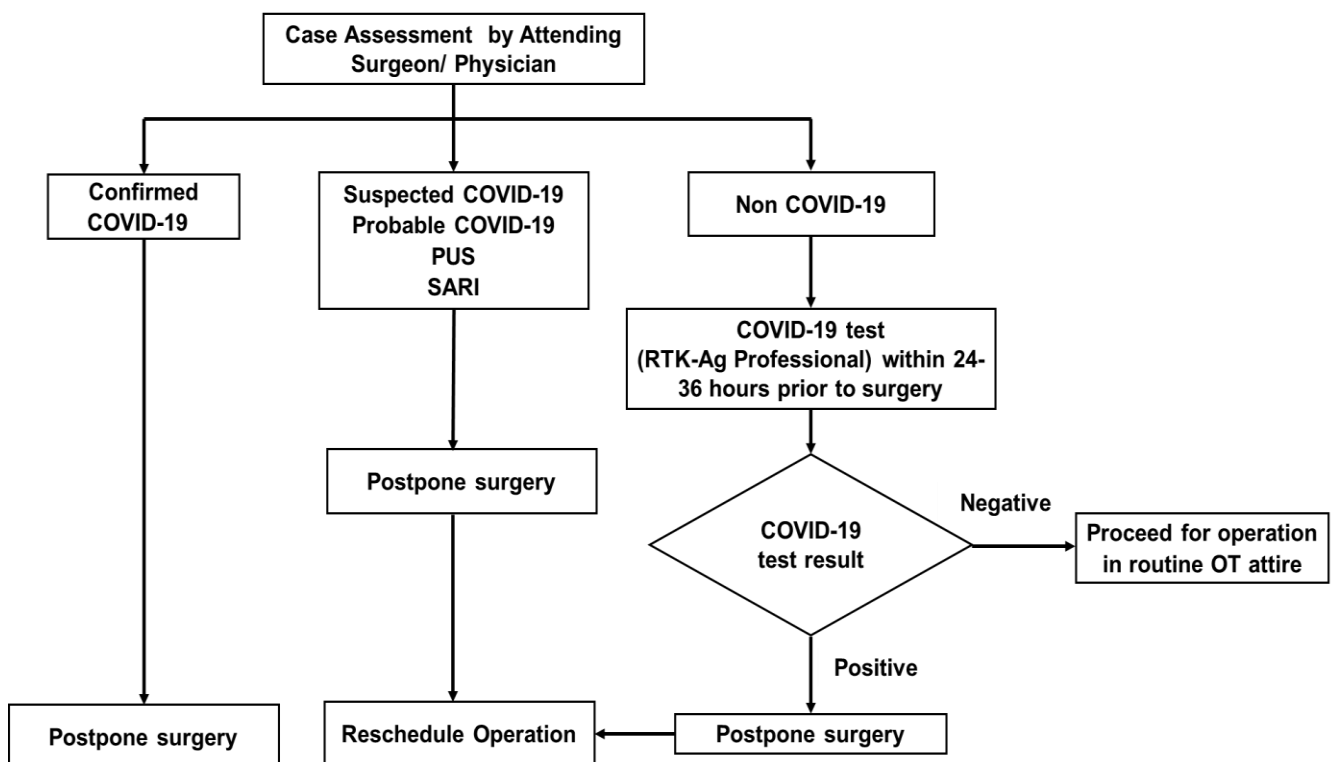 Case Assessment by Attending
Surgeon/ Physician
Confirmed
COVID-19
Suspected COVID-19
Probable COVID-19
PUS
SARI
Non COVID-19
COVID-19 test
(RTK-Ag Professional) within 24-
36 hours prior to surgery
Postpone surgery
COVID-19
test result
Negative
Proceed for operation
in routine OT attire
Positive
Postpone surgery
Reschedule Operation
Postpone surgery